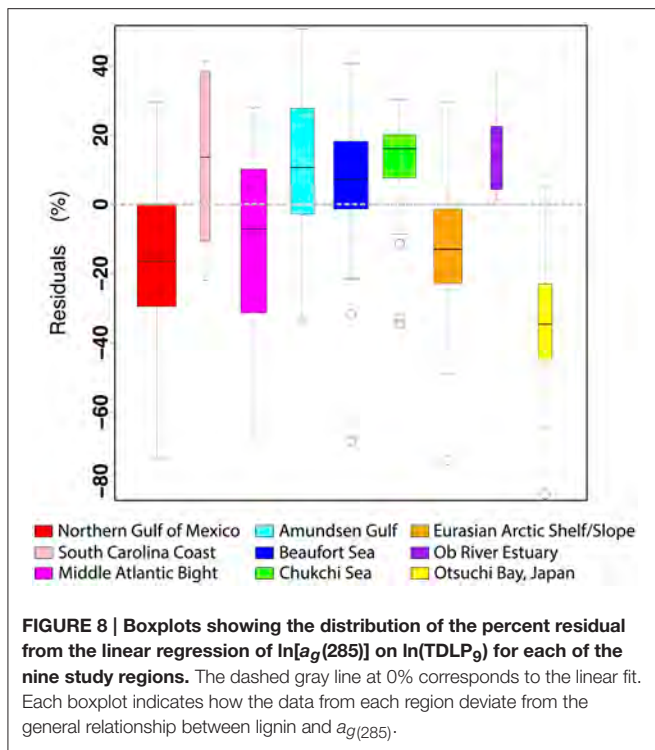 40
20
0
−20
−40
−60
−80
Residuals (%)
Northern Gulf of Mexico Amundsen Gulf Eurasian Arctic Shelf/Slope
South Carolina Coast Beaufort Sea Ob River Estuary
Middle Atlantic Bight Chukchi Sea Otsuchi Bay, Japan
FIGURE 8 | Boxplots showing the distribution of the percent residual
from the linear regression of ln[ag(285)] on ln(TDLP9) for each of the
nine study regions. The dashed gray line at 0% corresponds to the linear fit.
Each boxplot indicates how the data from each region deviate from the
general relationship between lignin and ag(285).